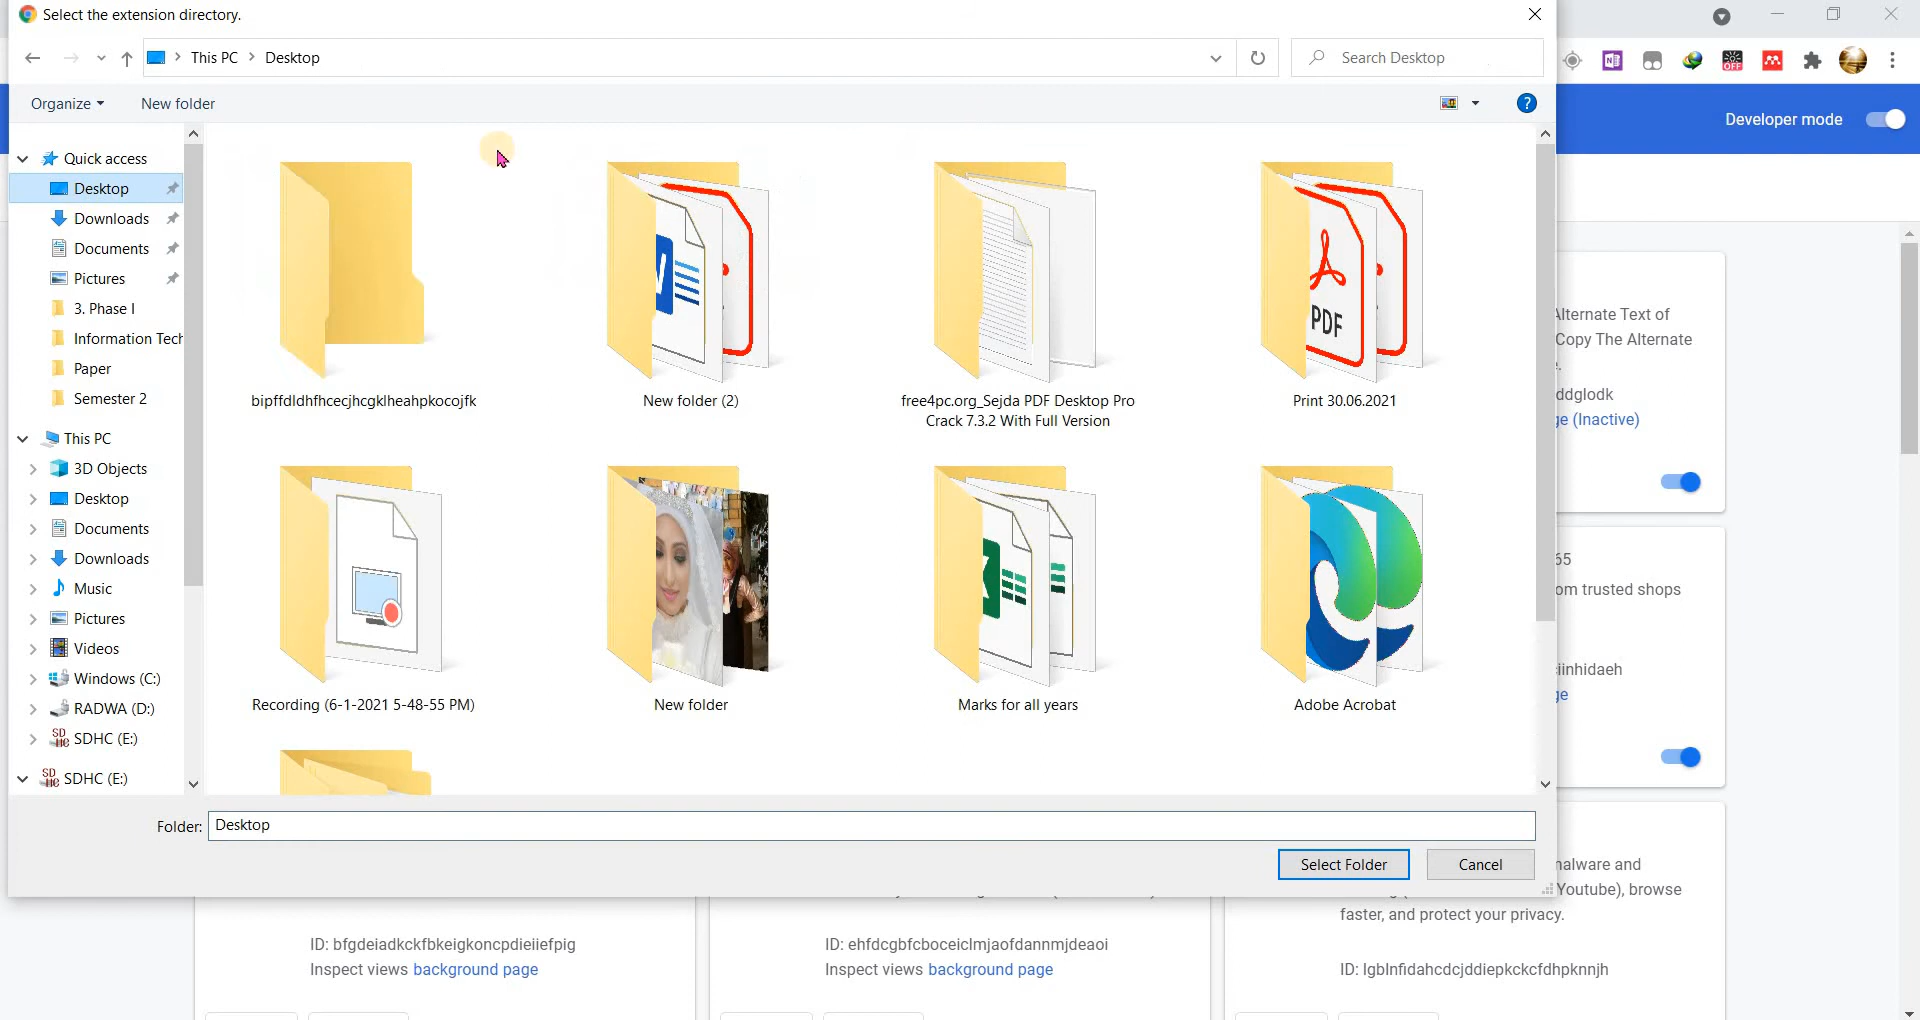 Select the extension directory.
This PC
Desktop
Search Desktop
Organize
New folder
Developer mode
Quick access
Desktop
Downloads
Documents
Pictures
3. Phase I
Information Tech
Paper
Semester 2
This PC
3D Objects
Desktop
Documents
Downloads
Music
Pictures
Videos
Windows (C:)
RADWA (D:)
SDHC (E:)
SDHC (E:)
bipffdldhfhcecjhcgklheahpkocojfk
New folder (2)
free4pc.org_Sejda PDF Desktop Pro
Crack 7.3.2 With Full Version
PDF
Print 30.06.2021
Recording (6-1-2021 5-48-55 PM)
New folder
Marks for all years
Adobe Acrobat
Alternate Text of
Copy The Alternate
ddglodk
ge (Inactive)
65
om trusted shops
ciinhidaeh
ge
Folder:
Desktop
Select Folder
Cancel
nalware and
Youtube), browse
faster, and protect your privacy.
ID: bfgdeiadkckfbkeigkoncpdieiiefpig
Inspect views background page
ID: ehfdcgbfcboceiclmjaofdannmjdeaoi
Inspect views background page
ID: lgblnfidahcdcjddiepkckcfdhpknnjh